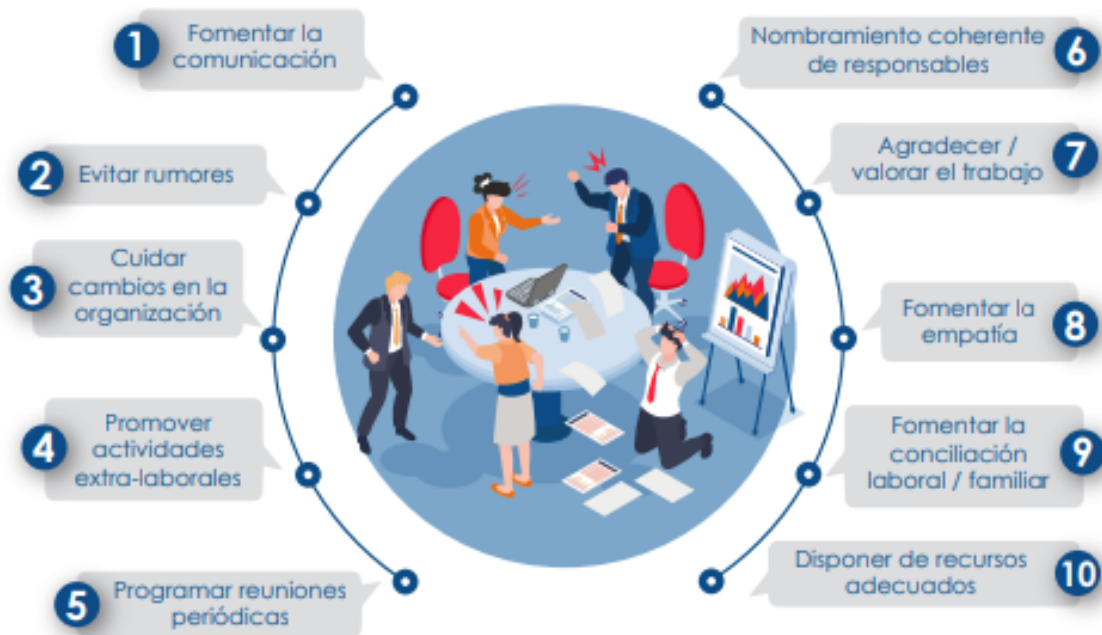 1
Fomentar la
comunicación
2
Evitar rumores
3
Cuidar
cambios en la
organización
4
Promover
actividades
extra-laborales
5
Programar reuniones
periódicas
6
Nombramiento coherente
de responsables
7
Agradecer /
valorar el trabajo
8
Fomentar la
empatía
9
Fomentar la
conciliación
laboral / familiar
10
Disponer de recursos
adecuados